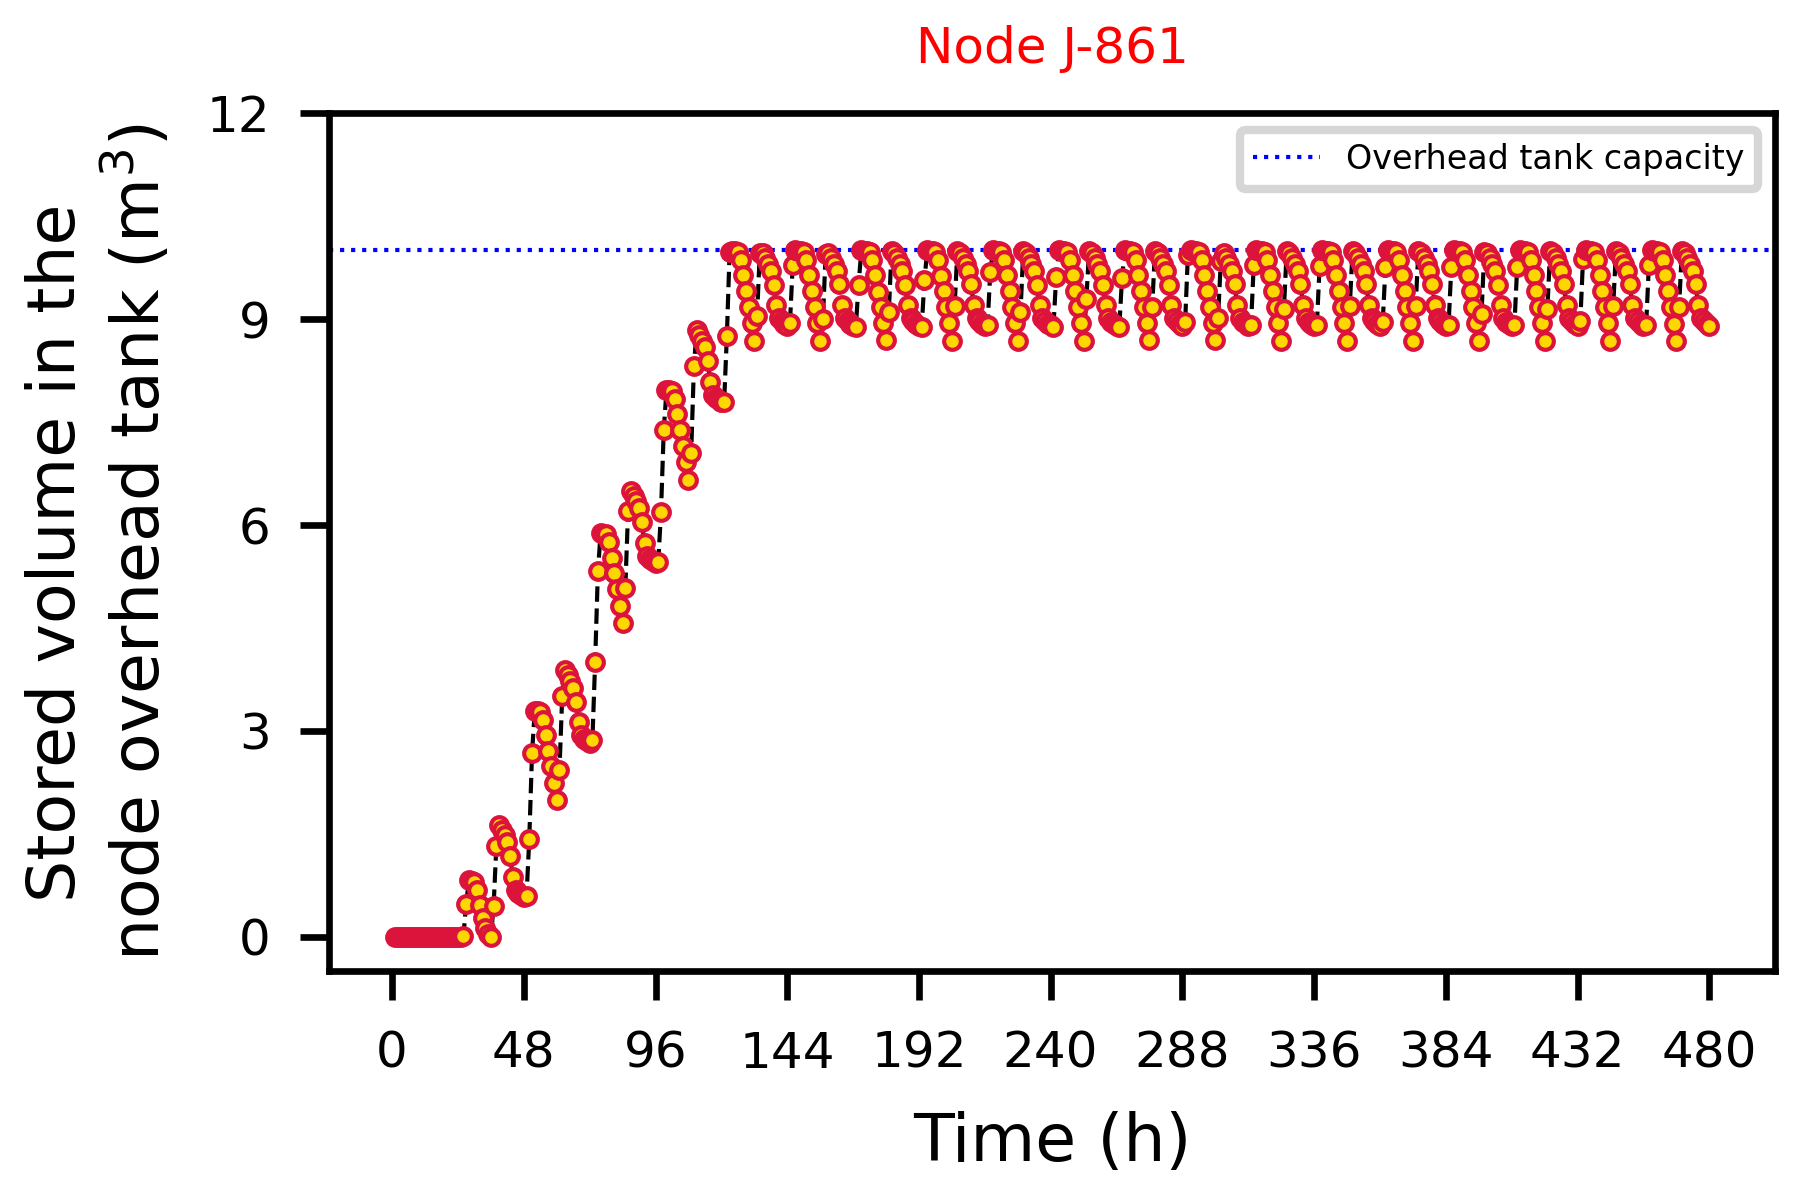 Node J-861
Overhead tank capacity
Stored volume in the
node overhead tank (m³)
12
9
6
3
0
0 48 96 144 192 240 288 336 384 432 480
Time (h)